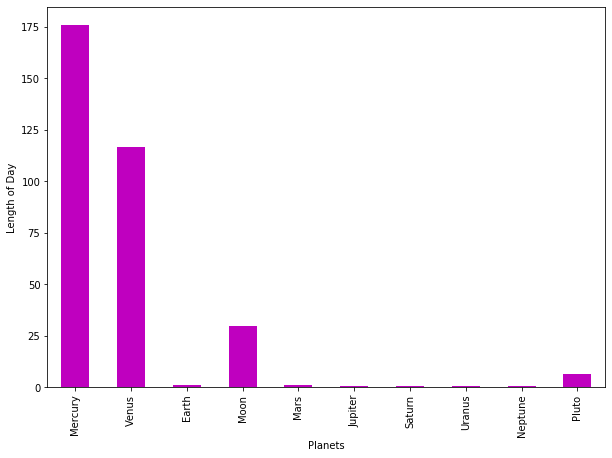 175
150
125
100
75
50
25
0
Length of Day
Mercury
Venus
Earth
Moon
Mars
Jupiter
Saturn
Uranus
Neptune
Pluto
Planets